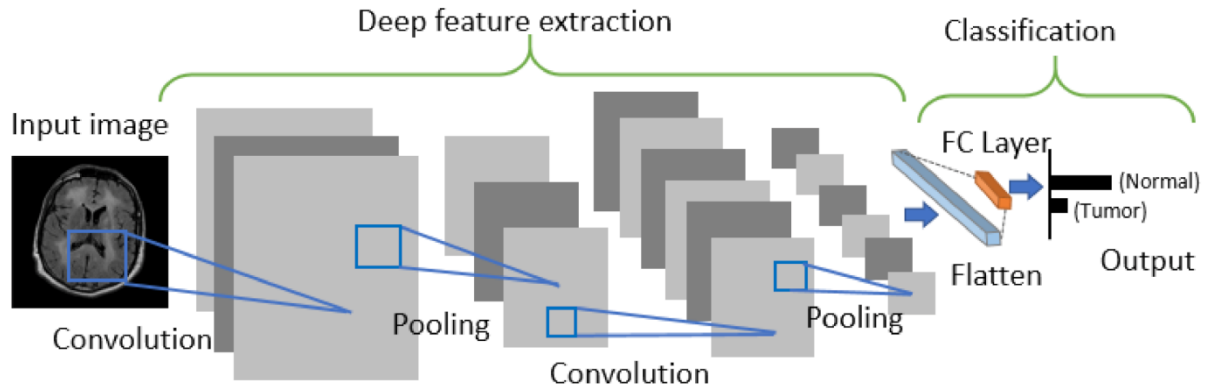 Deep feature extraction
Classification
Input image
FC Layer
(Normal)
(Tumor)
Output
Flatten
Convolution
Pooling
Convolution
Pooling